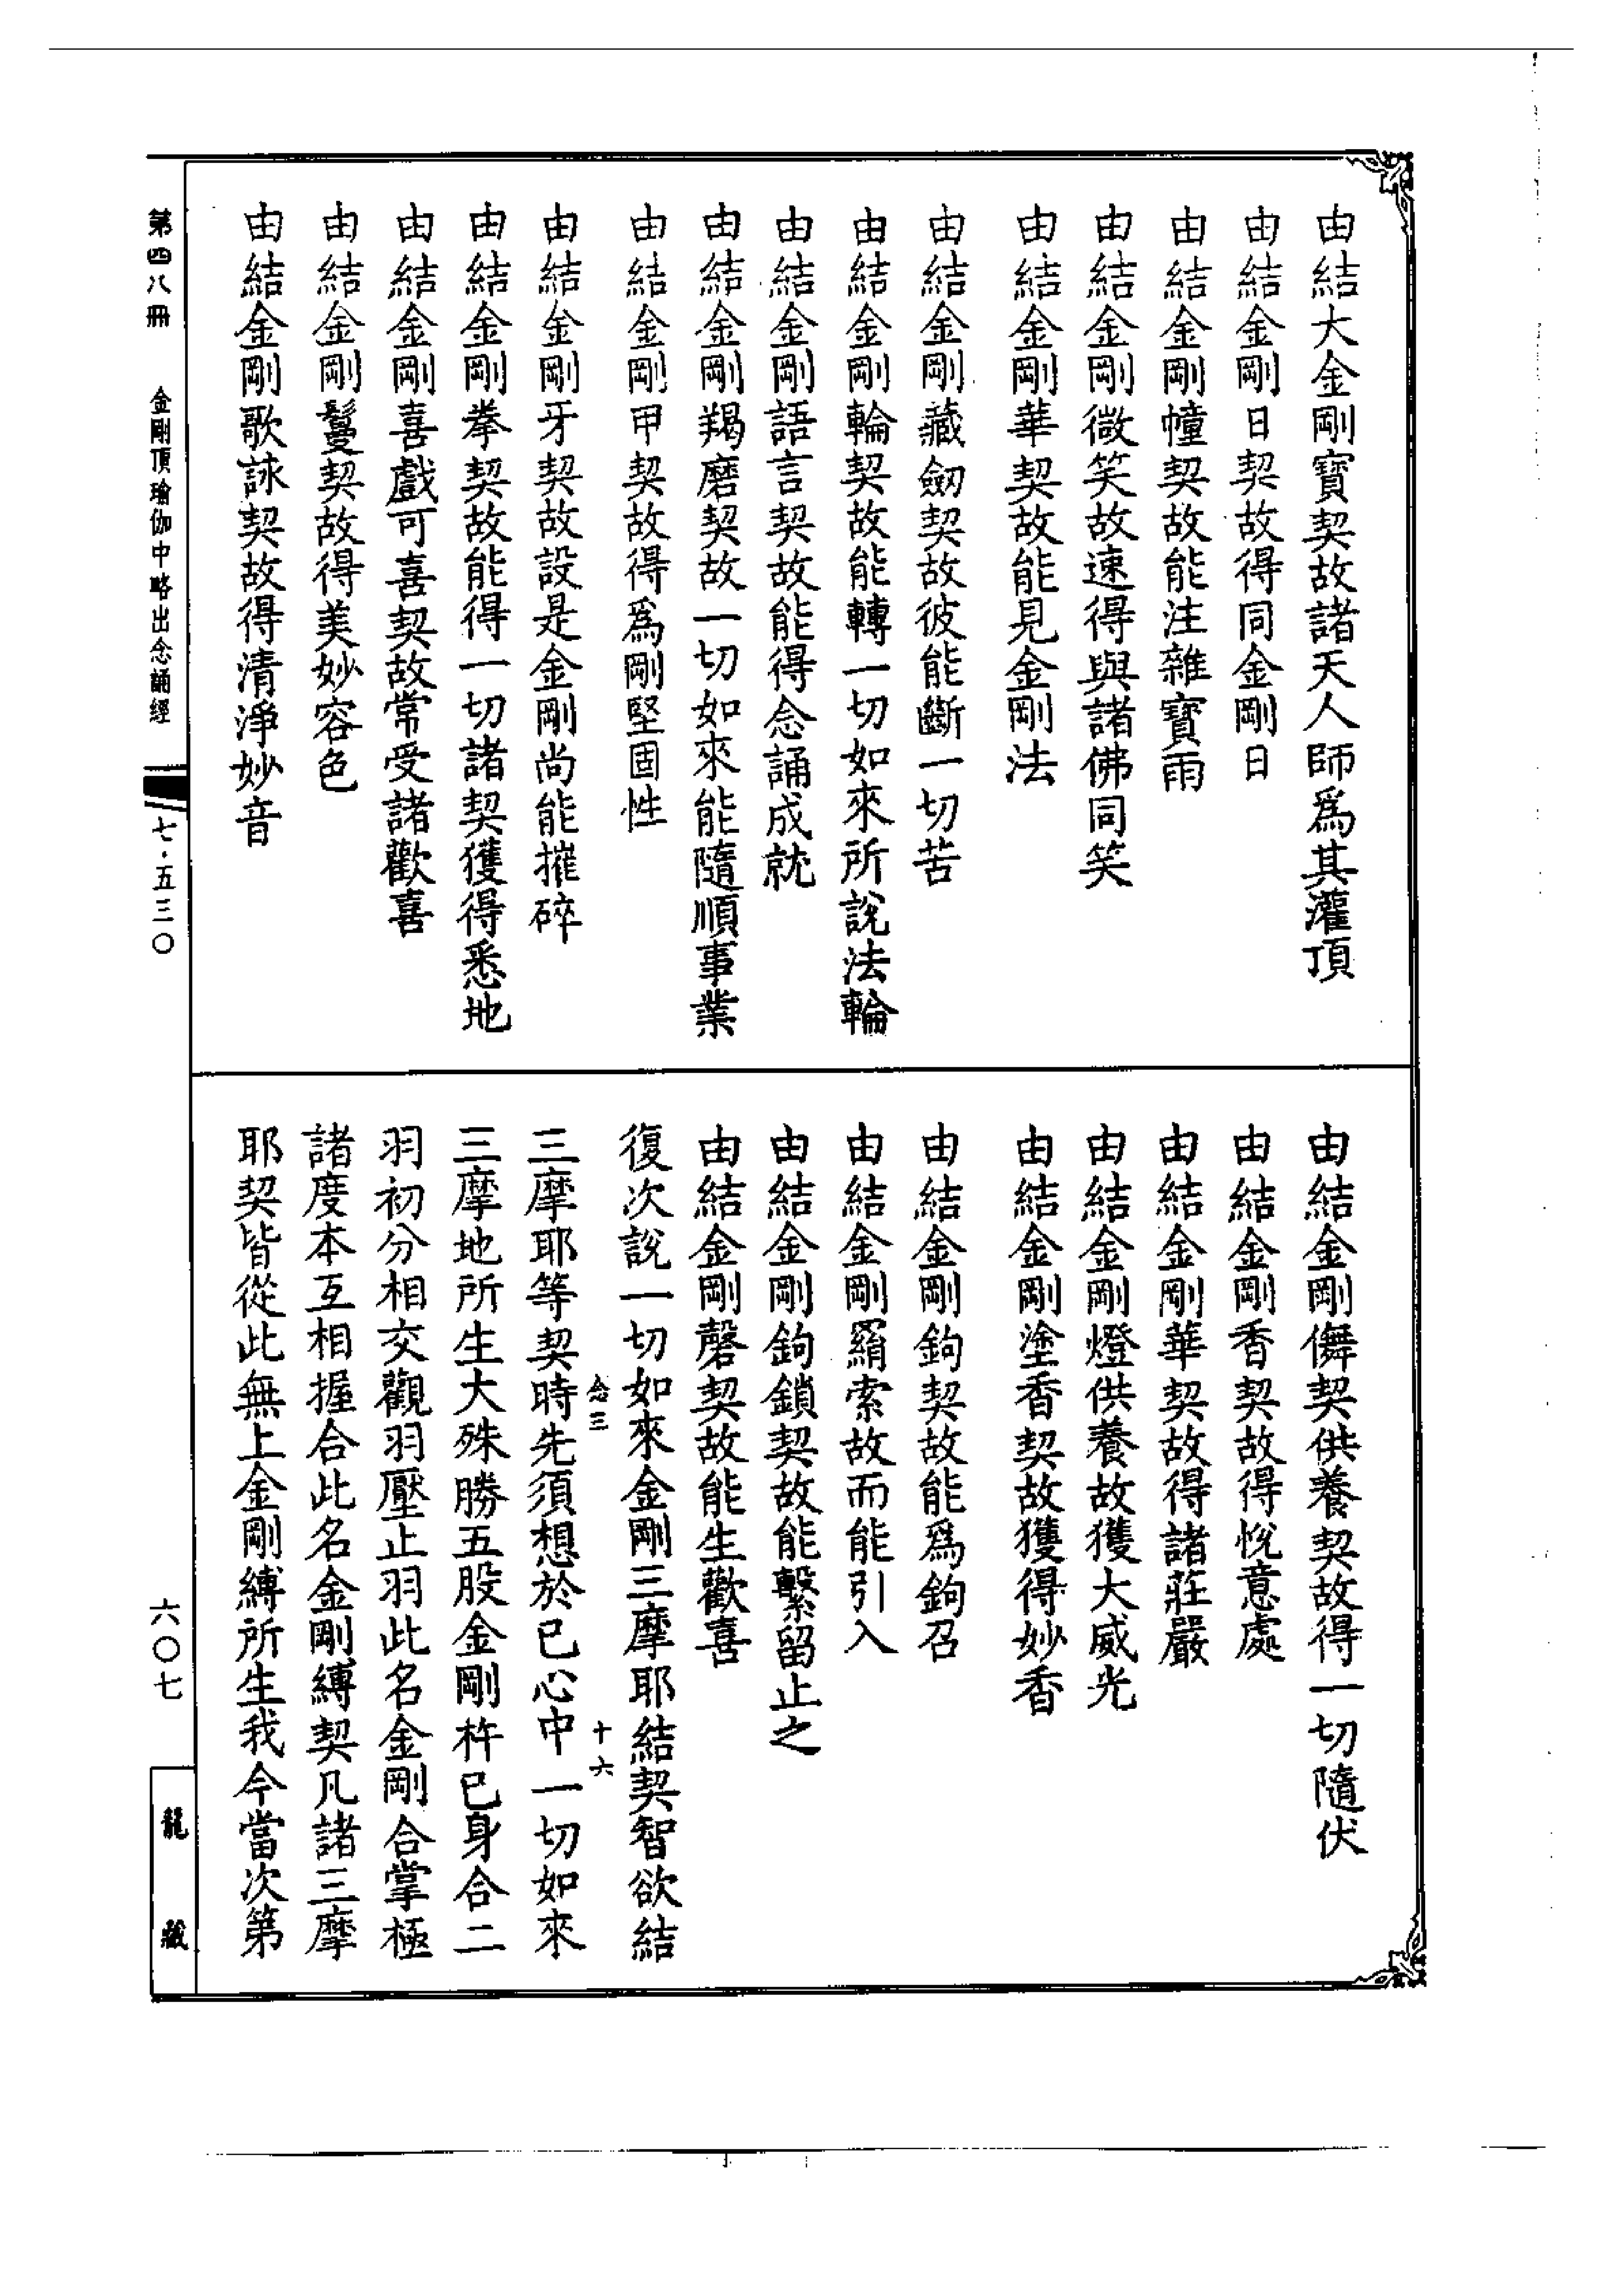 由結大金剛寶契故諸天人師爲其灌頂
由結金剛日契故得同金剛日
由結金剛幢契故能注雜寶雨
由結金剛微笑故速得與諸佛同笑
由結金剛華契故能見金剛法
由結金剛藏劒契故彼能斷一切苦
由結金剛輪契故能轉一切如來所說法輪
由結金剛語言契故能得念誦成就
由結金剛羯磨契故一切如來能隨順事業
由結金剛甲契故得爲剛堅固性
由結金剛牙契故設是金剛尚能摧碎
由結金剛拳契故能得一切諸契獲得悉地
由結金剛喜戲可喜契故常受諸歡喜
由結金剛鬘契故得美妙容色
由結金剛歌詠契故得清淨妙音
由結金剛儛契供養契故得一切隨伏
由結金剛香契故得悅意處
由結金剛華契故得諸莊嚴
由結金剛燈供養故獲大威光
由結金剛塗香契故獲得妙香
由結金剛鉤契故能爲鉤召
由結金剛羂索故而能引入
由結金剛鉤鎖契故能繫留止之
由結金剛磬契故能生歡喜
復次說一切如來金剛三摩耶結契智欲結
念三 十六
三摩耶等契時先須想於已心中一切如來
三摩地所生大殊勝五股金剛杵已身合二
羽初分相交觀羽壓止羽此名金剛合掌極
諸度本互相握合此名金剛縛契凡諸三摩
耶契皆從此無上金剛縛所生我今當次第
第四八冊 金剛頂瑜伽中略出念誦經 七·五三〇 六〇七 龍藏